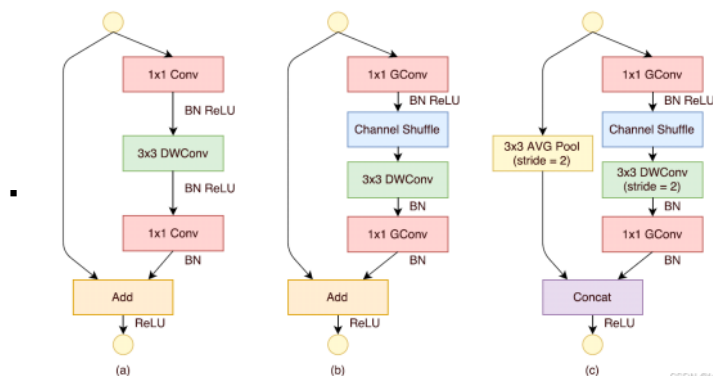 1x1 Conv
BN ReLU
3x3 DWConv
BN ReLU
1x1 Conv
BN
Add
ReLU
(a)
1x1 GConv
BN ReLU
Channel Shuffle
3x3 DWConv
BN
1x1 GConv
BN
Add
ReLU
(b)
3x3 AVG Pool
(stride = 2)
1x1 GConv
BN ReLU
Channel Shuffle
3x3 DWConv
(stride = 2)
BN
1x1 GConv
BN
Concat
ReLU
(c)